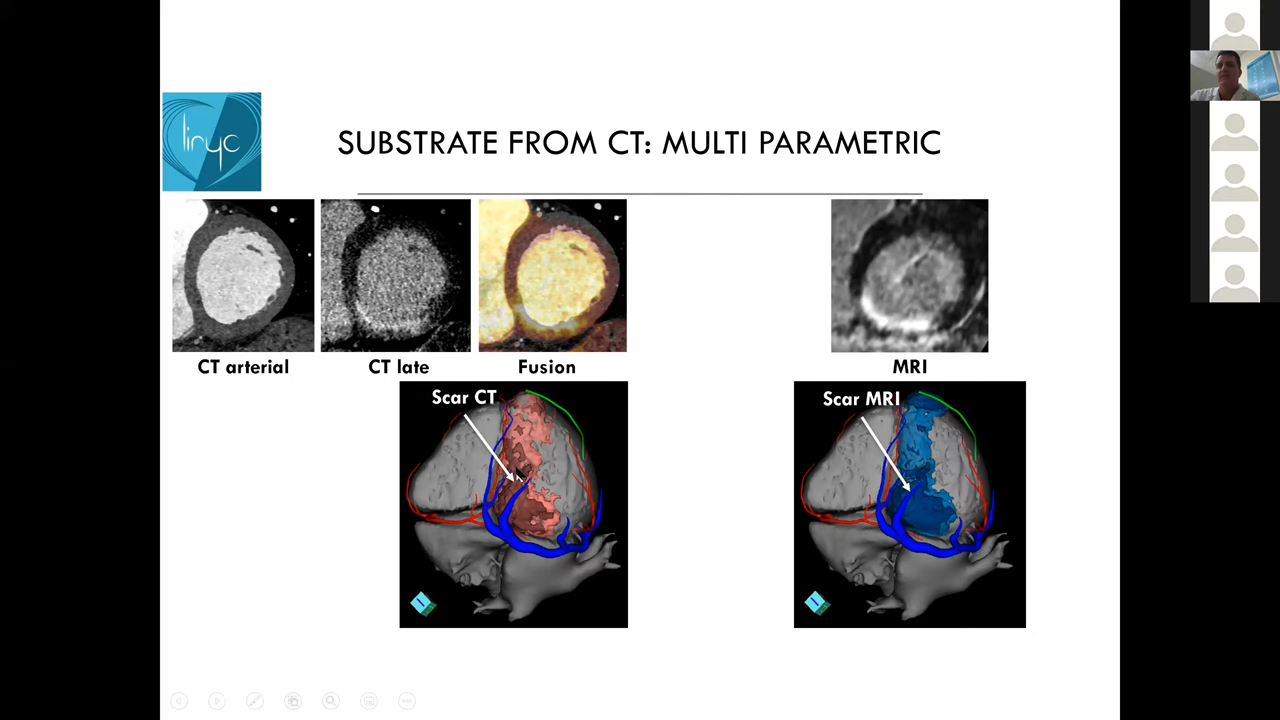 liryc
SUBSTRATE FROM CT: MULTI PARAMETRIC
CT arterial
CT late
Fusion
MRI
Scar CT
Scar MRI